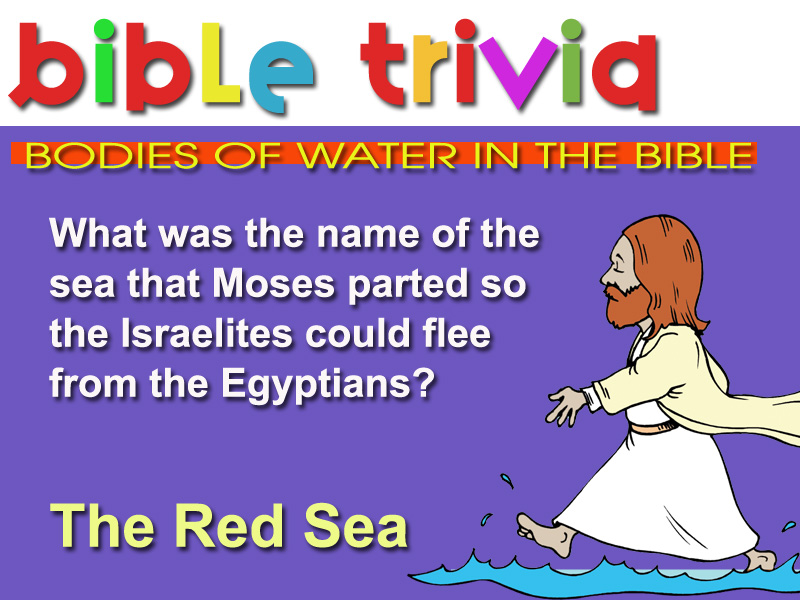 bible trivia
BODIES OF WATER IN THE BIBLE
What was the name of the
sea that Moses parted so
the Israelites could flee
from the Egyptians?
The Red Sea